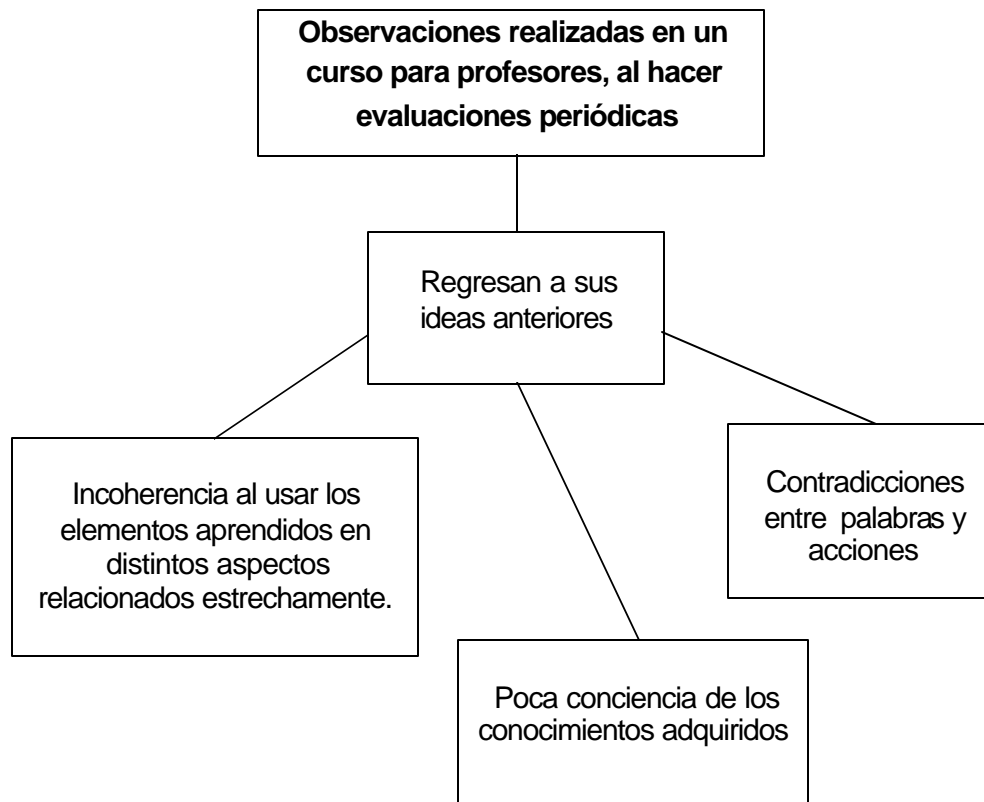 Observaciones realizadas en un
curso para profesores, al hacer
evaluaciones periódicas
Regresan a sus
ideas anteriores
Incoherencia al usar los
elementos aprendidos en
distintos aspectos
relacionados estrechamente.
Contradicciones
entre palabras y
acciones
Poca conciencia de los
conocimientos adquiridos